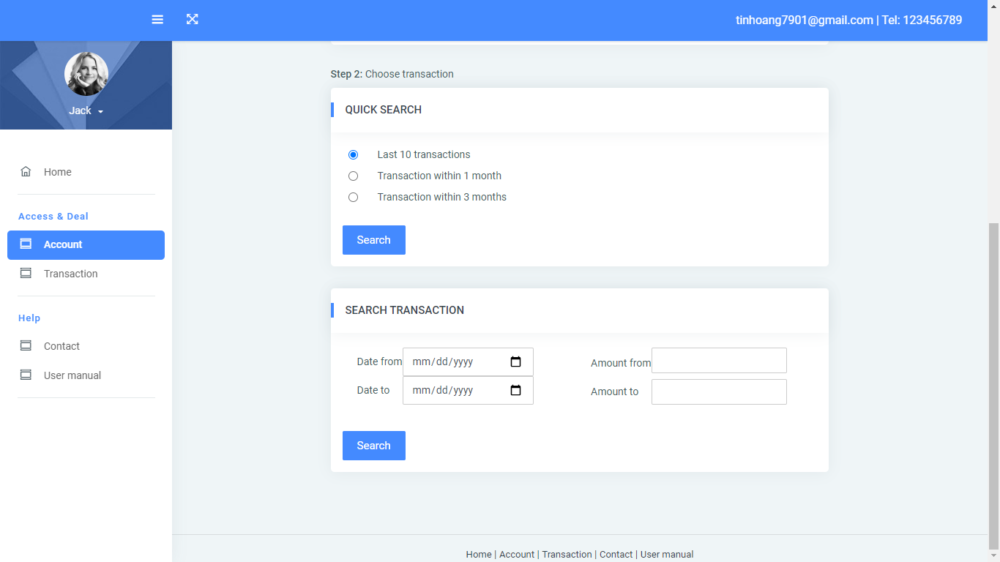 tinhoang7901@gmail.com | Tel: 123456789
Jack
Home
Access & Deal
Account
Transaction
Help
Contact
User manual
Step 2: Choose transaction
QUICK SEARCH
Last 10 transactions
Transaction within 1 month
Transaction within 3 months
Search
SEARCH TRANSACTION
Date from mm/dd/yyyy Amount from
Date to mm/dd/yyyy Amount to
Search
Home | Account | Transaction | Contact | User manual